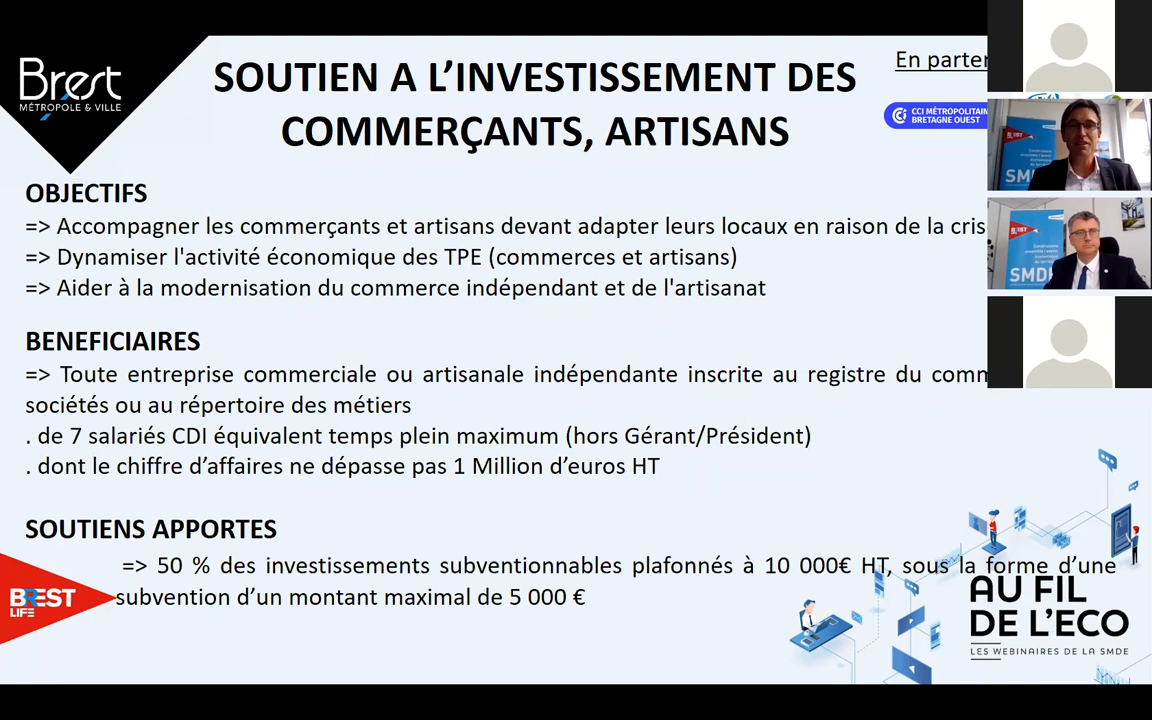 Brest
MÉTROPOLE & VILLE
SOUTIEN A L’INVESTISSEMENT DES
COMMERÇANTS, ARTISANS
En parten
CCI MÉTROPOLITAIN
BRETAGNE OUEST
OBJECTIFS
=> Accompagner les commerçants et artisans devant adapter leurs locaux en raison de la cris
=> Dynamiser l'activité économique des TPE (commerces et artisans)
=> Aider à la modernisation du commerce indépendant et de l'artisanat
BENEFICIAIRES
=> Toute entreprise commerciale ou artisanale indépendante inscrite au registre du comm
sociétés ou au répertoire des métiers
. de 7 salariés CDI équivalent temps plein maximum (hors Gérant/Président)
. dont le chiffre d’affaires ne dépasse pas 1 Million d’euros HT
SOUTIENS APPORTES
=> 50 % des investissements subventionnables plafonnés à 10 000€ HT, sous la forme d’une
subvention d’un montant maximal de 5 000 €
BREST
LIFE
AU FIL
DE L’ECO
LES WEBINAIRES DE LA SMDE
SMD
SMDE